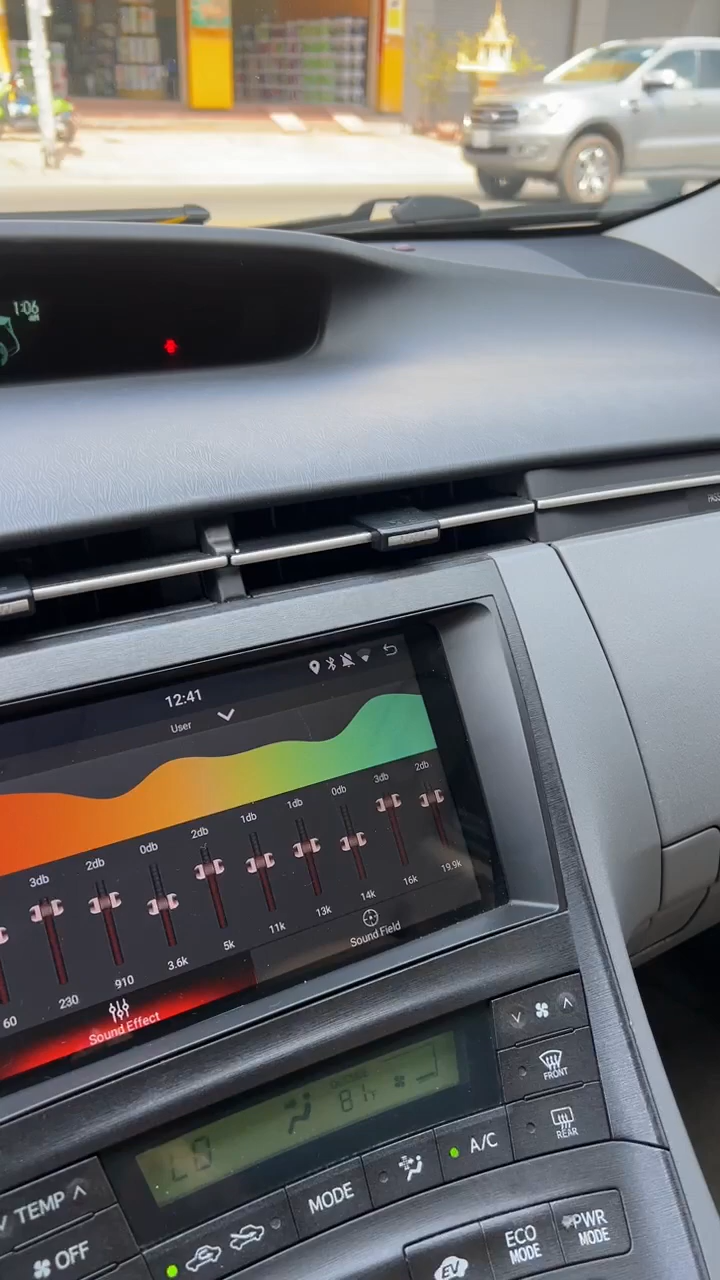 1:06
12:41
User
3db
2db
0db
2db
1db
1db
0db
3db
2db
60
230
910
3.6k
5k
11k
13k
14k
16k
19.9k
Sound Effect
Sound Field
LO
OUTSIDE
81F
FRONT
REAR
A/C
TEMP
MODE
OFF
EV
ECO
MODE
PWR
MODE